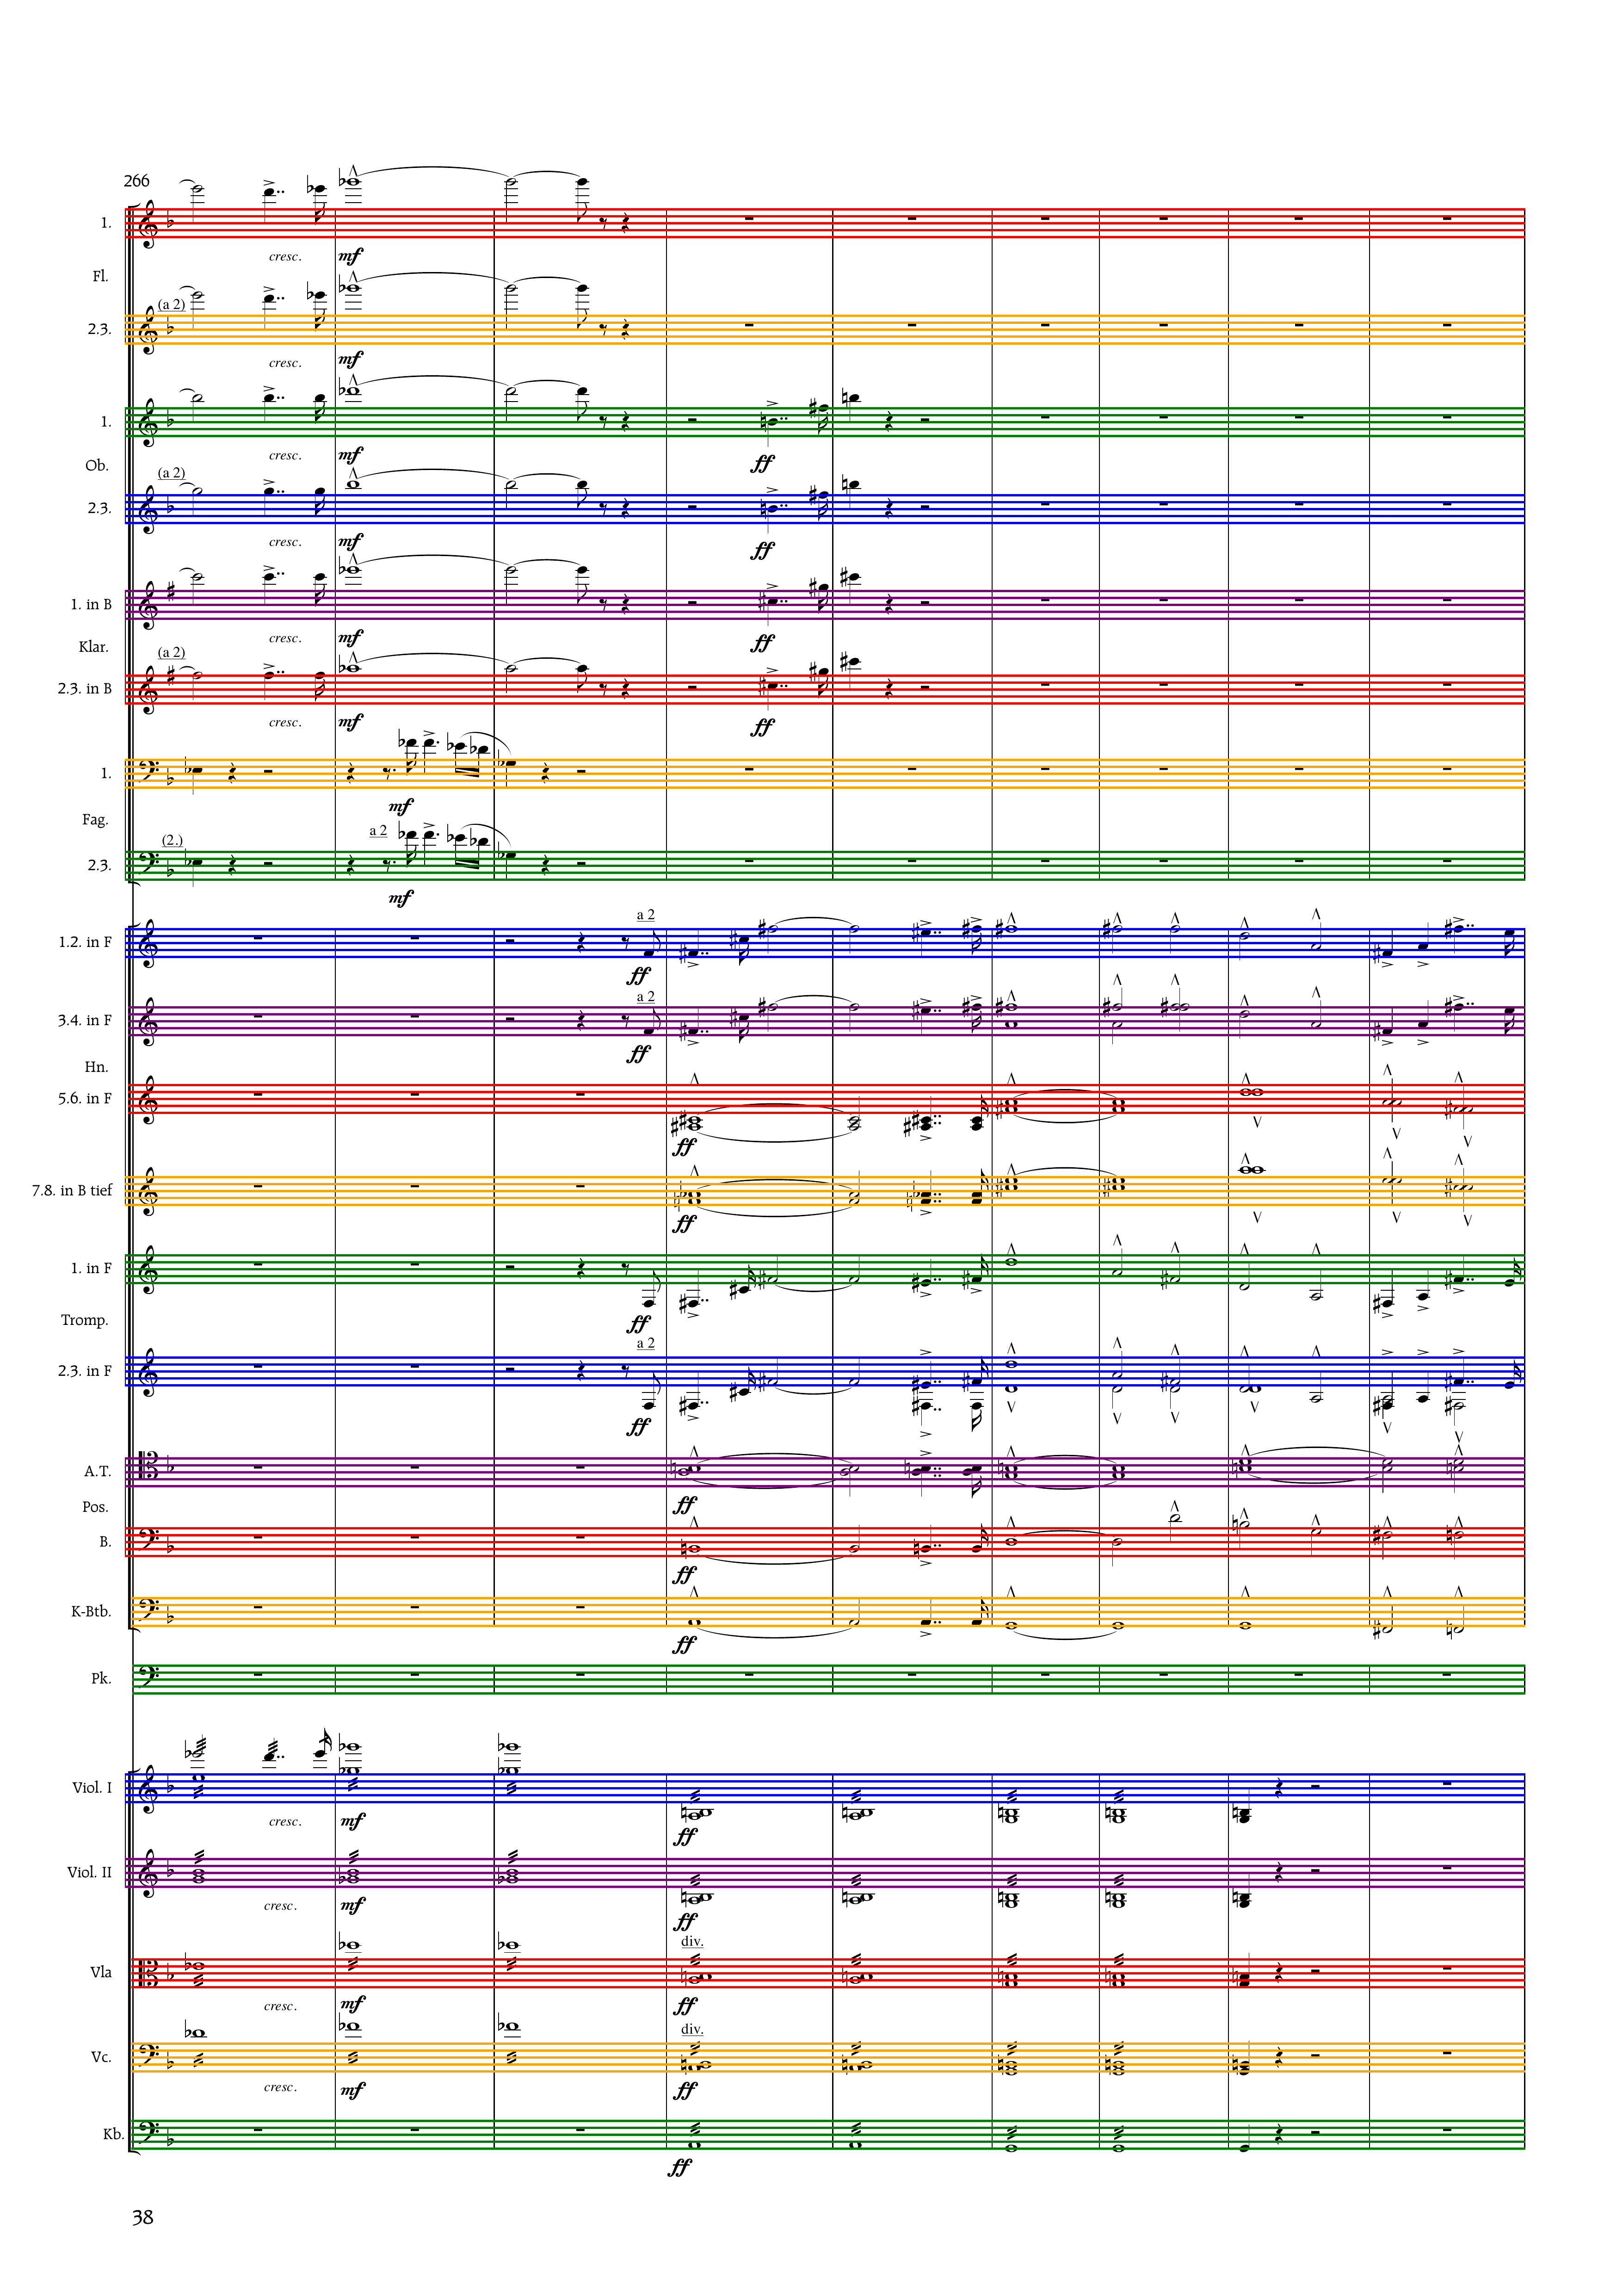 266
1.
cresc.
mf
Fl.
(a 2)
2.3.
cresc.
mf
1.
cresc.
mf
ff
Ob.
(a 2)
2.3.
cresc.
mf
ff
1. in B
cresc.
mf
ff
Klar.
(a 2)
2.3. in B
cresc.
mf
ff
1.
mf
Fag.
(2.)
a 2
2.3.
mf
a 2
1.2. in F
ff
a 2
3.4. in F
ff
Hn.
5.6. in F
ff
7.8. in B tief
ff
1. in F
ff
Tromp.
a 2
2.3. in F
ff
A.T.
ff
Pos.
B.
ff
K-Btb.
ff
Pk.
Viol. I
cresc.
mf
ff
Viol. II
cresc.
mf
ff
div.
Vla
cresc.
mf
ff
div.
Vc.
cresc.
mf
ff
Kb.
ff
38